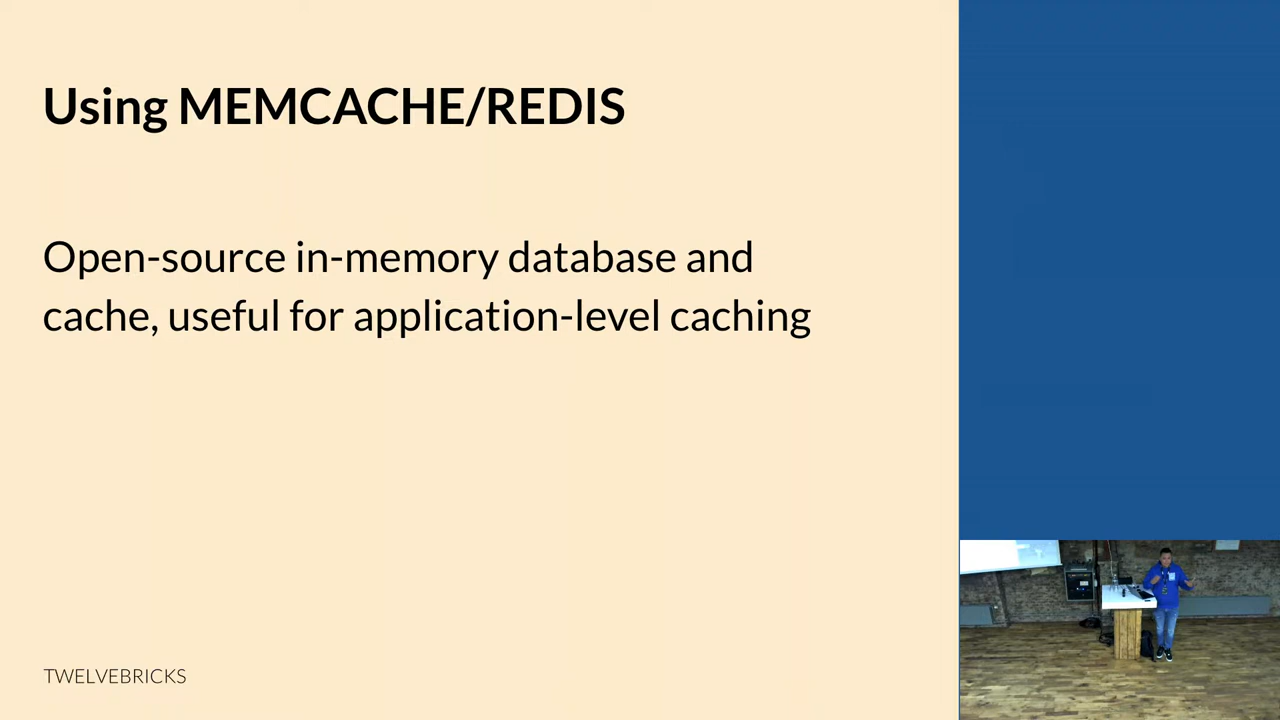 Using MEMCACHE/REDIS
Open-source in-memory database and
cache, useful for application-level caching
TWELVEBRICKS